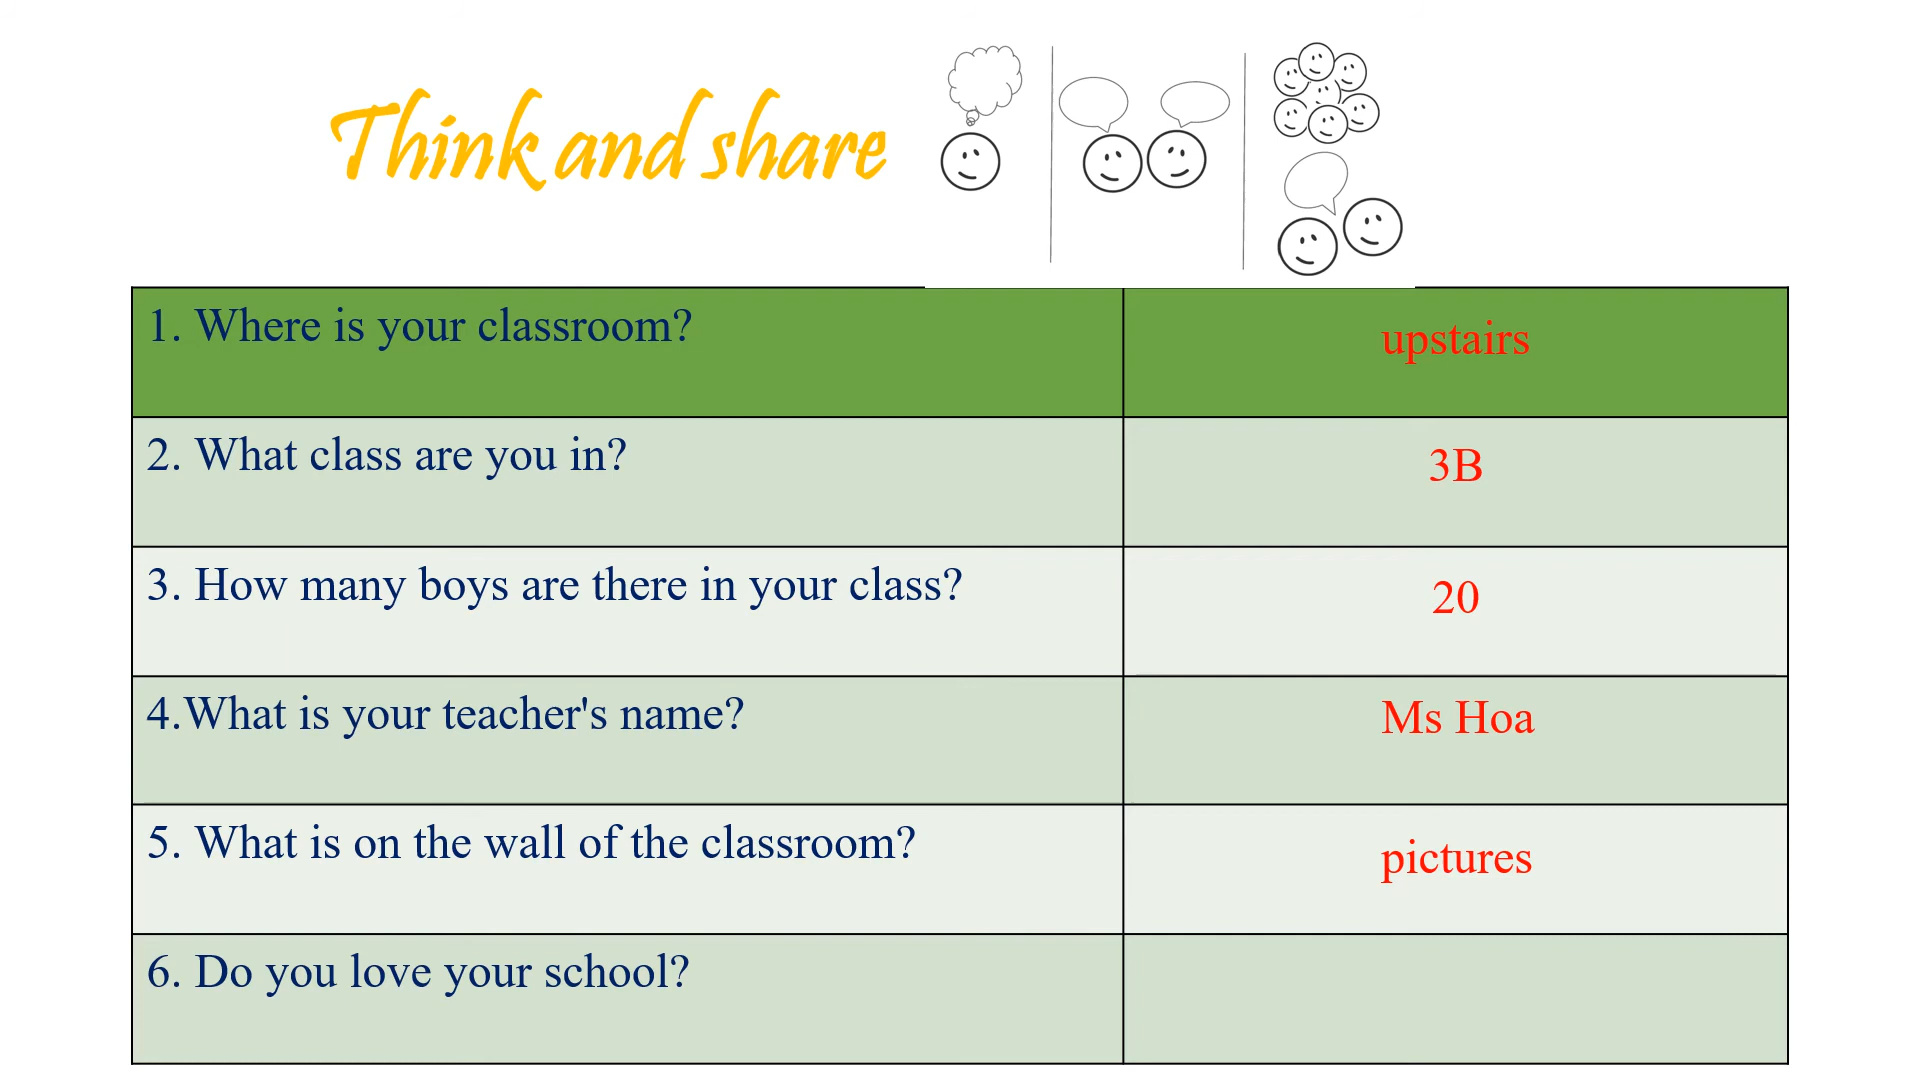 Think and share
1. Where is your classroom?
upstairs
2. What class are you in?
3B
3. How many boys are there in your class?
20
4.What is your teacher's name?
Ms Hoa
5. What is on the wall of the classroom?
pictures
6. Do you love your school?